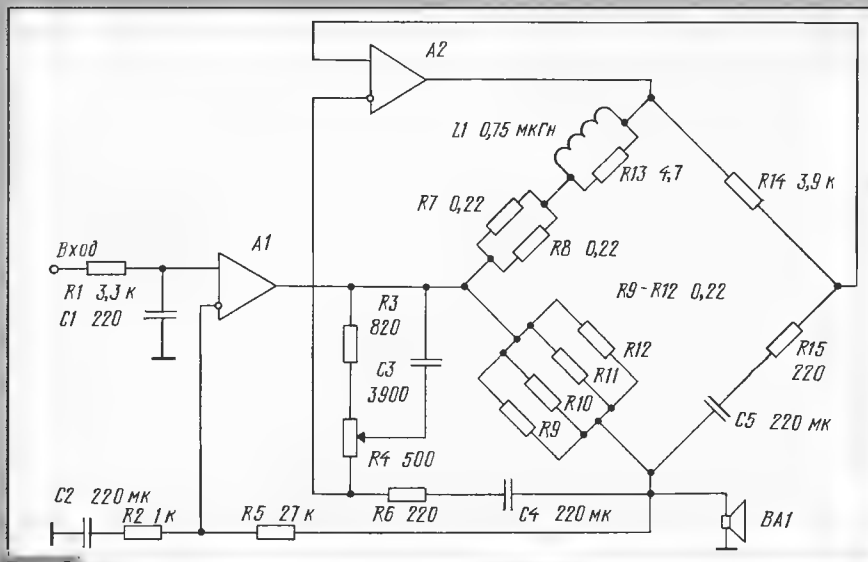 A2
L1 0,75 мкГн
R13 4,7
R14 3,9 к
R7 0,22
R8 0,22
Вход
A1
R1 3,3 к
C1 220
R3
820
R9-R12 0,22
C3
3900
R12
R11
R10
R9
R15
220
C5 220 мк
R4 500
C2 220 мк
R2 1 к
R5 27 к
R6 220
C4 220 мк
BA1